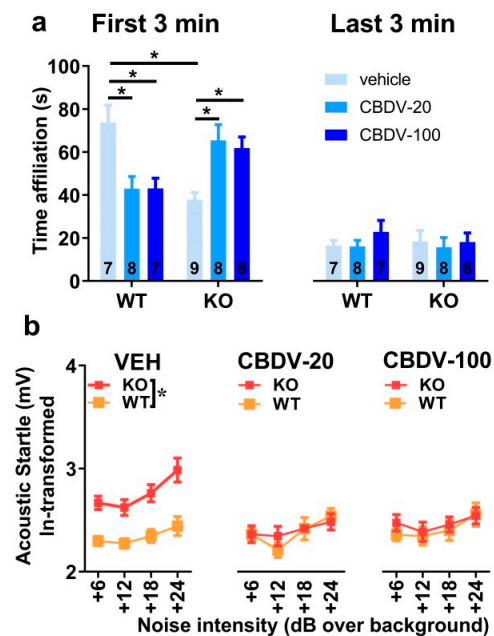 a
First 3 min
Last 3 min
Time affiliation (s)
100
80
60
40
20
0
*
*
*
*
*
vehicle
CBDV-20
CBDV-100
7 8 7 9 8 8
7 8 7 9 8 8
WT KO
WT KO
b
VEH
CBDV-20
CBDV-100
KO
WT
*
KO
WT
KO
WT
Acoustic Startle (mV)
ln-transformed
4
3
2
+6 +12 +18 +24
+6 +12 +18 +24
+6 +12 +18 +24
Noise intensity (dB over background)